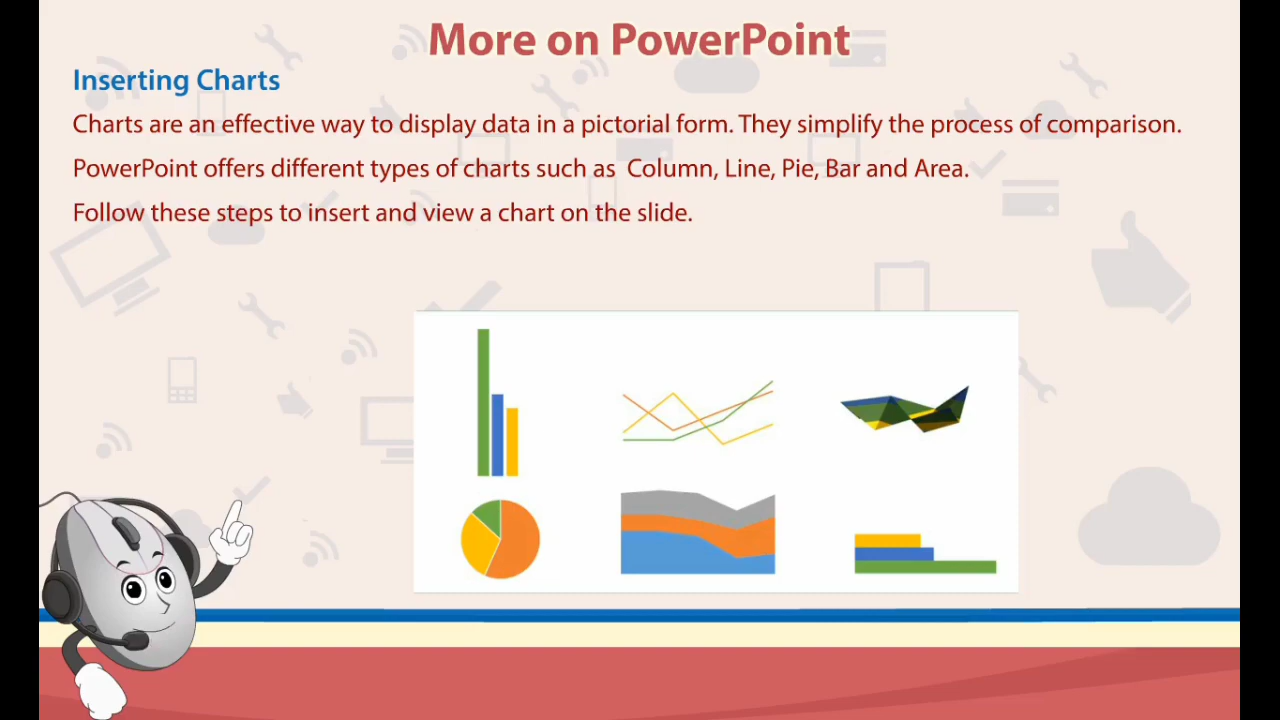 More on PowerPoint
Inserting Charts
Charts are an effective way to display data in a pictorial form. They simplify the process of comparison.
PowerPoint offers different types of charts such as  Column, Line, Pie, Bar and Area.
Follow these steps to insert and view a chart on the slide.